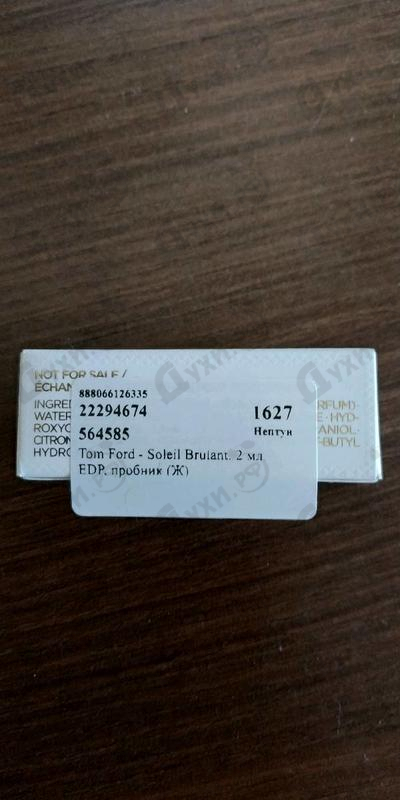 NOT FOR SALE /
ÉCHAN
888066126335
INGRE
RFUM)·
22294674
1627
WATER
E · HYD-
ROXYC
ANIOL·
564585
Нептун
CITRON
T-BUTYL
Tom Ford - Soleil Brulant. 2 мл
HYDRO
EDP. пробник (Ж)
Духи.рф